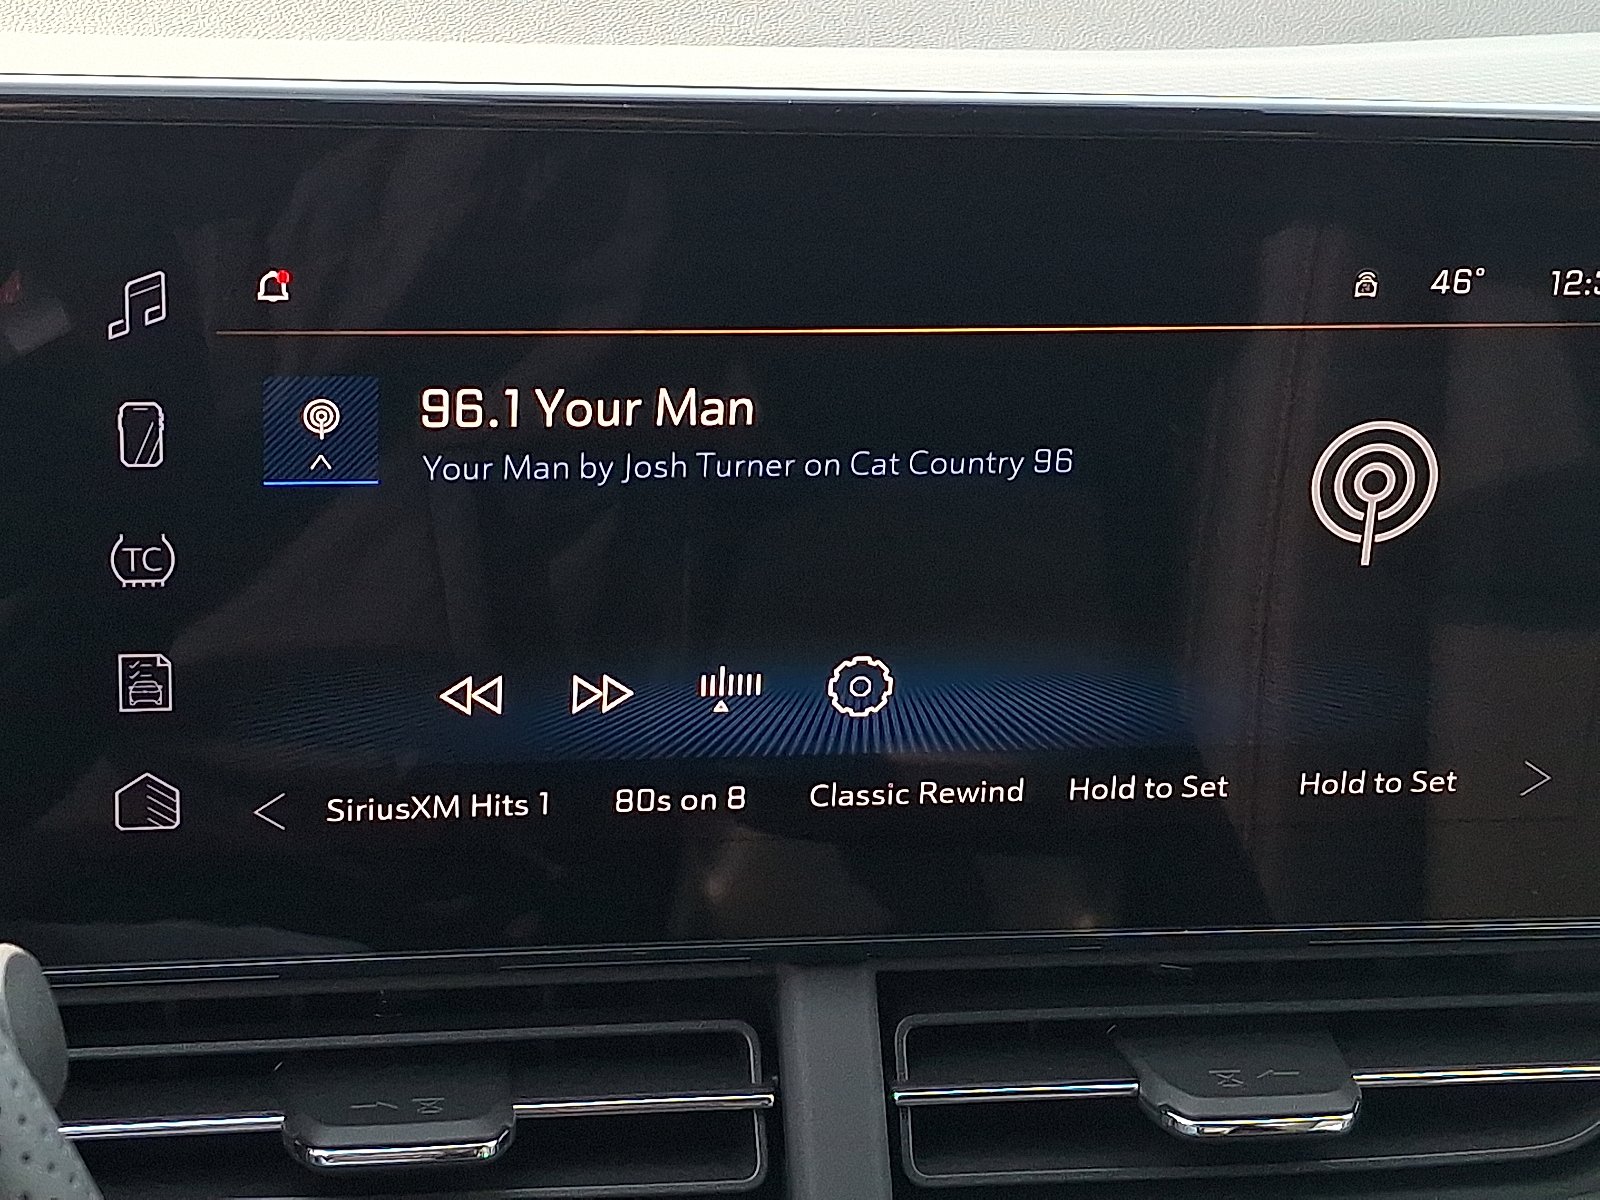 46°
96.1 Your Man
Your Man by Josh Turner on Cat Country 96
TC
SiriusXM Hits 1
80s on 8
Classic Rewind
Hold to Set
Hold to Set